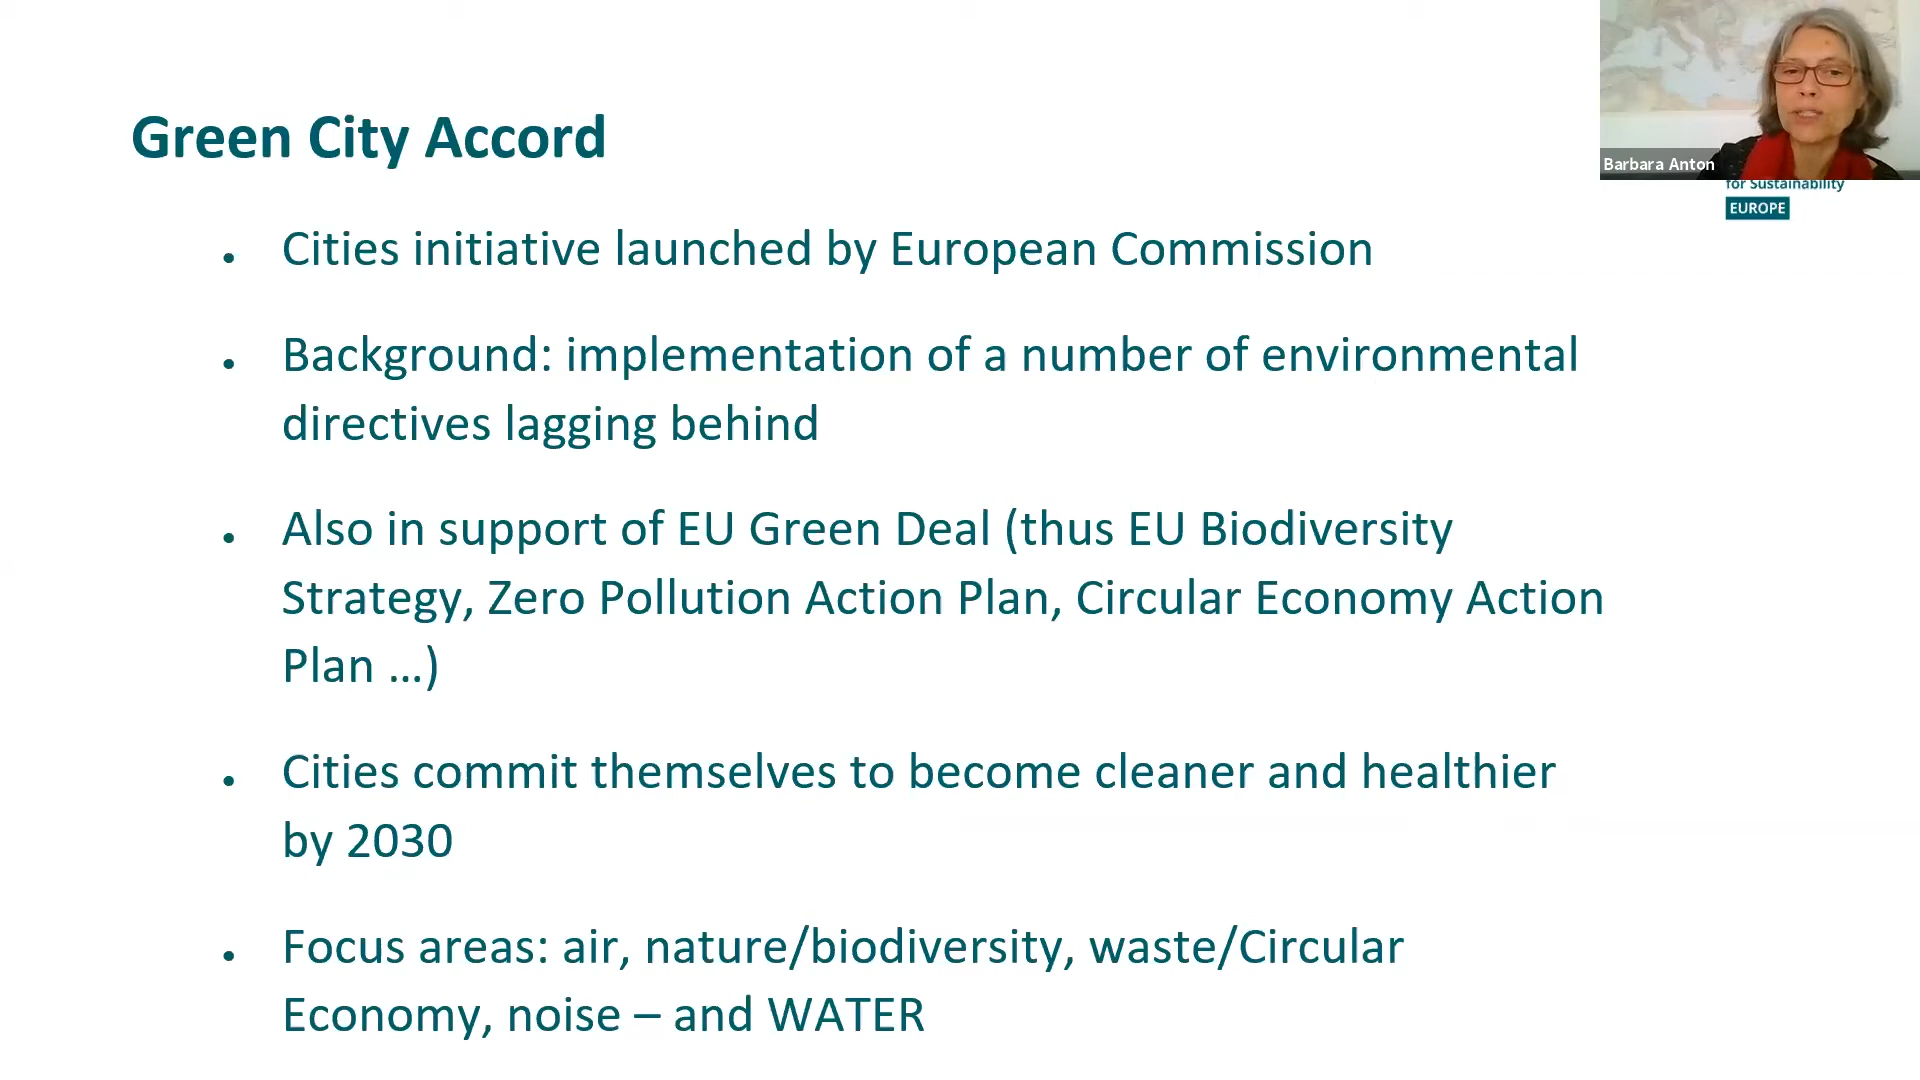 Green City Accord
Barbara Anton
for Sustainability
EUROPE
• Cities initiative launched by European Commission
• Background: implementation of a number of environmental
directives lagging behind
• Also in support of EU Green Deal (thus EU Biodiversity
Strategy, Zero Pollution Action Plan, Circular Economy Action
Plan ...)
• Cities commit themselves to become cleaner and healthier
by 2030
• Focus areas: air, nature/biodiversity, waste/Circular
Economy, noise – and WATER